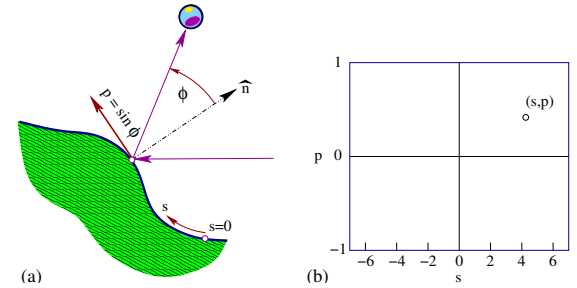 p = sin ϕ
ϕ
n̂
s
s=0
(a)
1
(s,p)
p
0
−1
−6 −4 −2 0 2 4 6
s
(b)